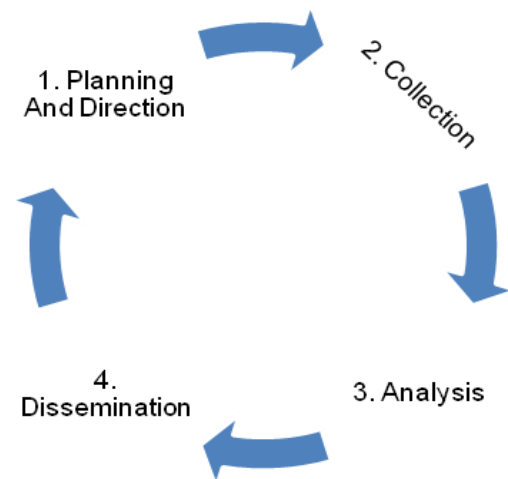 1. Planning
And Direction
2. Collection
3. Analysis
4.
Dissemination